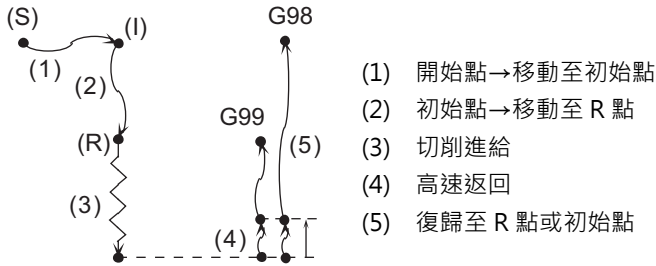 (S)
(I)
(1)
(2)
(R)
(3)
G98
G99
(5)
(4)
(1) 開始點→移動至初始點
(2) 初始點→移動至 R 點
(3) 切削進給
(4) 高速返回
(5) 復歸至 R 點或初始點